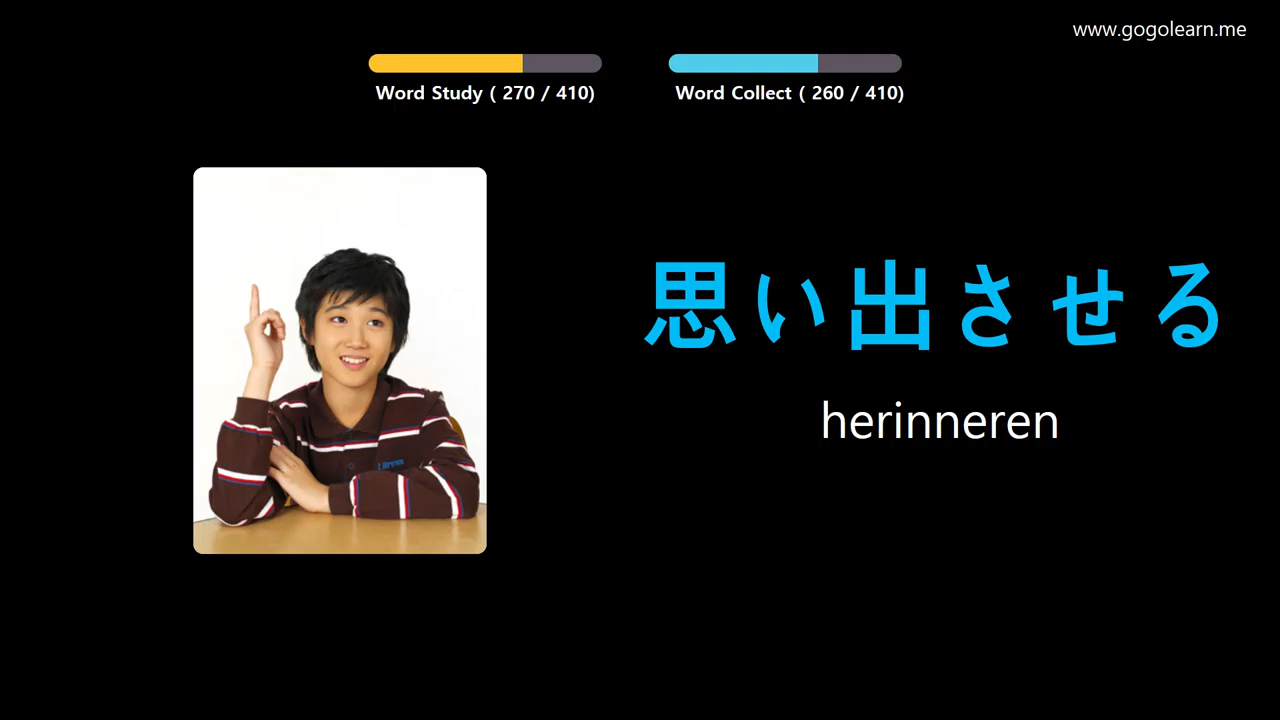 www.gogolearn.me
Word Study ( 270 / 410)
Word Collect ( 260 / 410)
思い出させる
herinneren